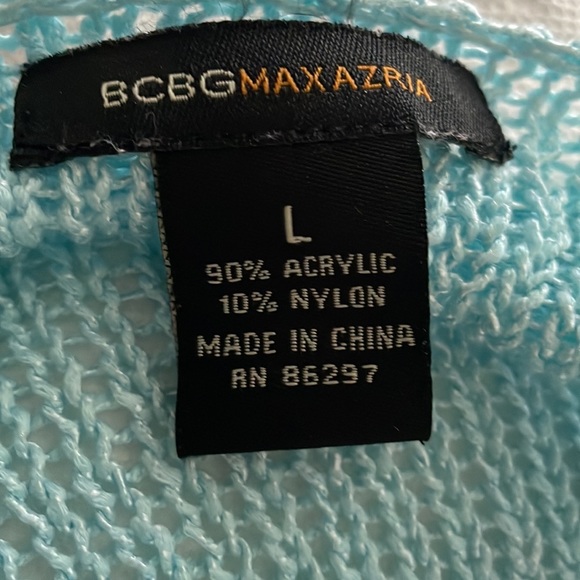 BCBGMAXAZRIA
L
90% ACRYLIC
10% NYLON
MADE IN CHINA
RN 86297